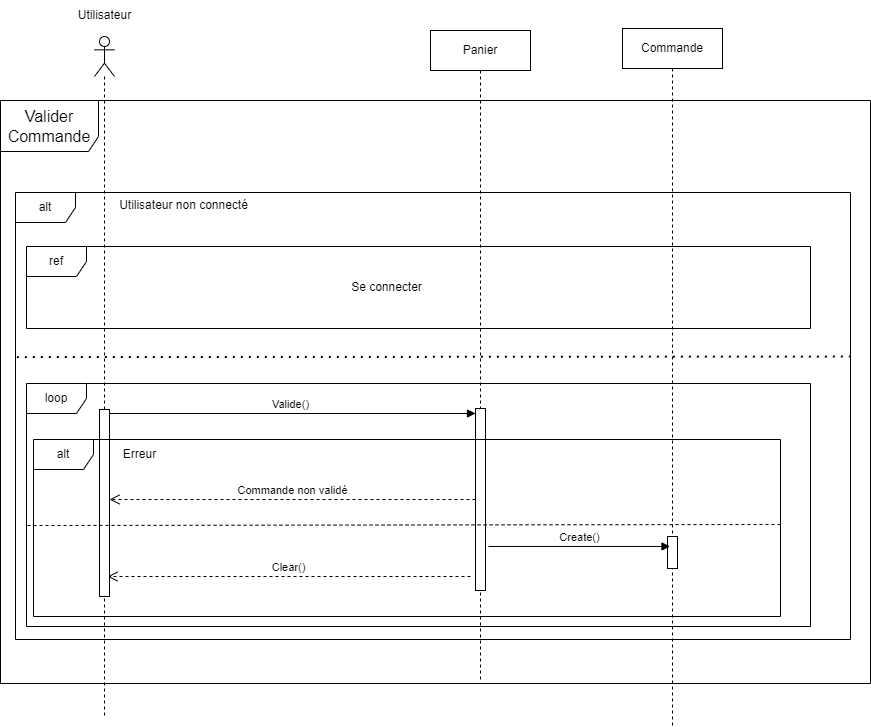 Utilisateur
Panier
Commande
Valider
Commande
alt
Utilisateur non connecté
ref
Se connecter
loop
Valide()
alt
Erreur
Commande non validé
Create()
Clear()